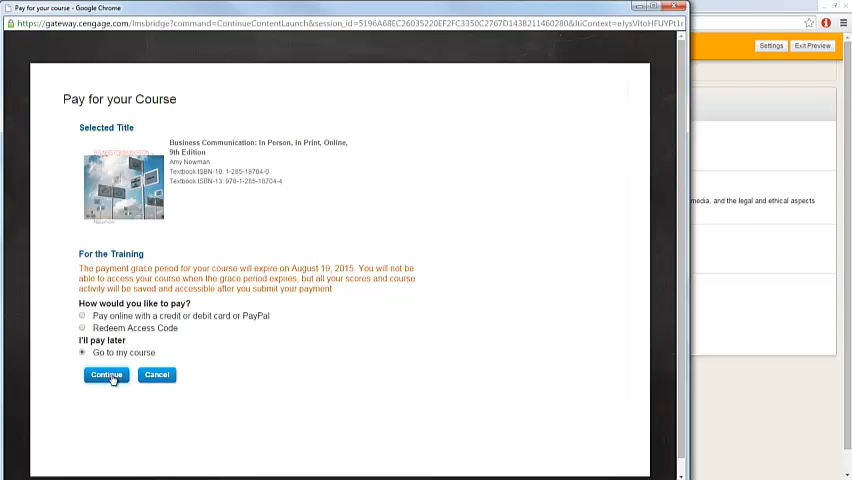 Pay for your course - Google Chrome
https://gateway.cengage.com/lmsbridge?command=ContinueContentLaunch&session_id=5196A68EC26035220EF2FC3350C2767D1438211460280&ltiContext=eJysVltoHFUYPt1r
Settings
Exit Preview
Pay for your Course
Selected Title
Business Communication: In Person, In Print, Online,
9th Edition
Amy Newman
Textbook ISBN-10: 1-285-18704-0
Textbook ISBN-13: 978-1-285-18704-4
Newman
media, and the legal and ethical aspects
For the Training
The payment grace period for your course will expire on August 19, 2015. You will not be
able to access your course when the grace period expires, but all your scores and course
activity will be saved and accessible after you submit your payment.
How would you like to pay?
Pay online with a credit or debit card or PayPal
Redeem Access Code
I'll pay later
Go to my course
Continue
Cancel